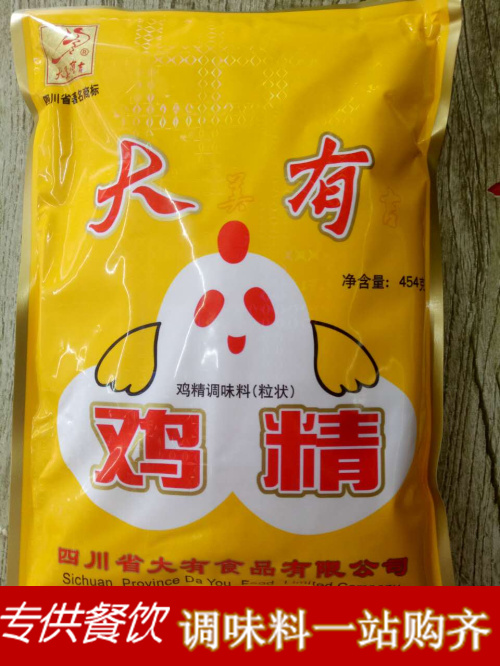 四川省著名商标
大 有
净含量：454克
鸡精调味料(粒状)
鸡 精
四川省大有食品有限公司
Sichuan Province Da You Food Limited Company
专供餐饮 调味料一站购齐